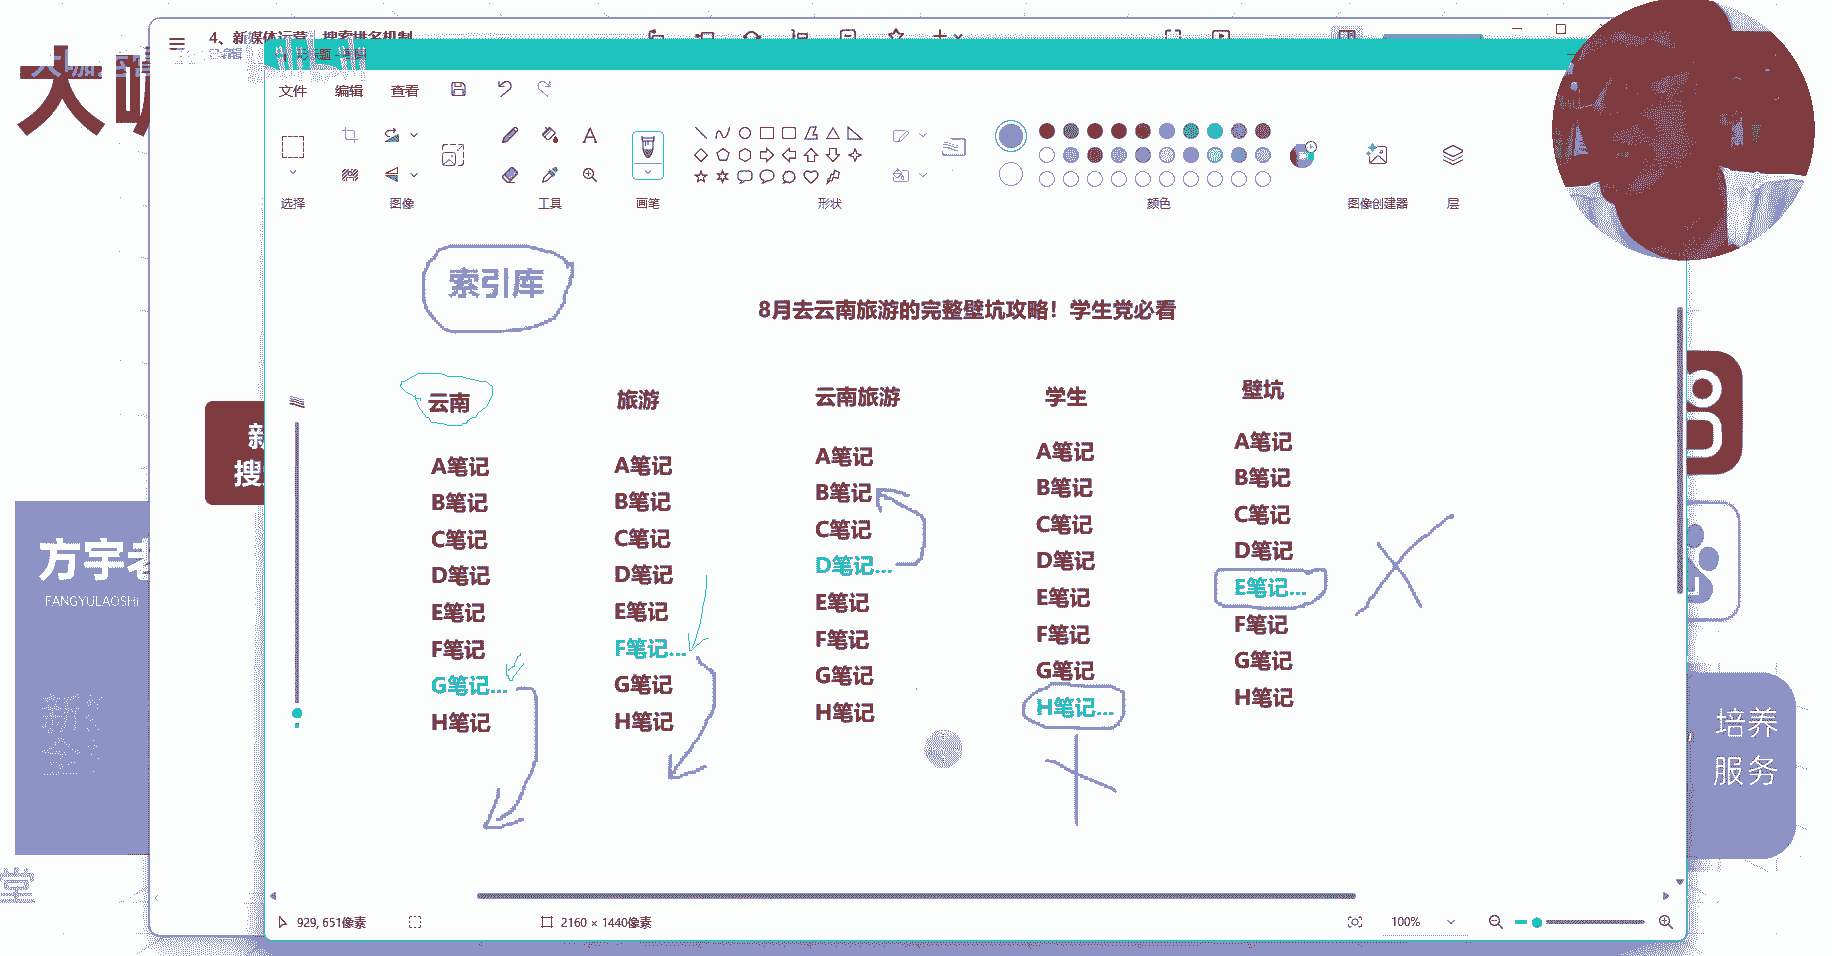 4、新媒体运营｜搜索排名机制
大咖
文件 编辑 查看
选择 图像 工具 画笔 形状 颜色 图像创建器 层
索引库
8月去云南旅游的完整壁坑攻略！学生党必看
云南
A笔记
B笔记
C笔记
D笔记
E笔记
F笔记
G笔记...
H笔记
旅游
A笔记
B笔记
C笔记
D笔记
E笔记
F笔记...
G笔记
H笔记
云南旅游
A笔记
B笔记
C笔记
D笔记...
E笔记
F笔记
G笔记
H笔记
学生
A笔记
B笔记
C笔记
D笔记
E笔记
F笔记
G笔记
H笔记...
壁坑
A笔记
B笔记
C笔记
D笔记
E笔记...
F笔记
G笔记
H笔记
新
搜
方宇老
FANGYULAOSHI
新
全
堂
培养
服务
929, 651像素
2160 × 1440像素
100%